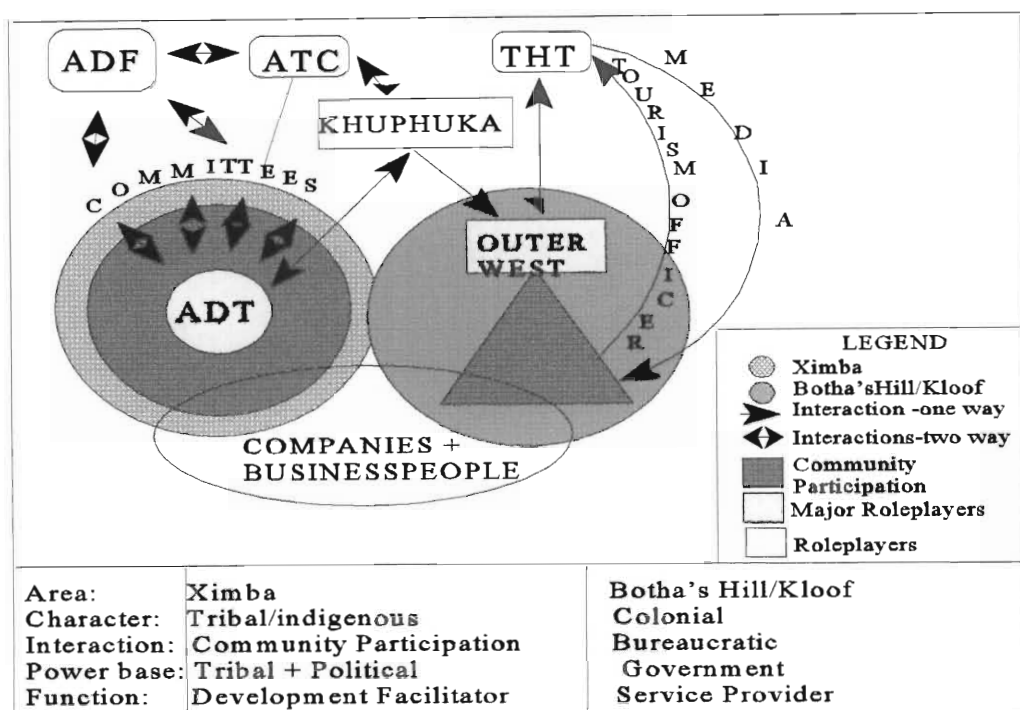 ADF
ATC
THT
KHUPHUKA
COMMITTEES
TOURISM OFFICER
MEDIA
OUTER
WEST
ADT
COMPANIES +
BUSINESSPEOPLE
LEGEND
Ximba
Botha'sHill/Kloof
Interaction -one way
Interactions-two way
Community
Participation
Major Roleplayers
Roleplayers
Area: Ximba Botha's Hill/Kloof
Character: Tribal/indigenous Colonial
Interaction: Community Participation Bureaucratic
Power base: Tribal + Political Government
Function: Development Facilitator Service Provider